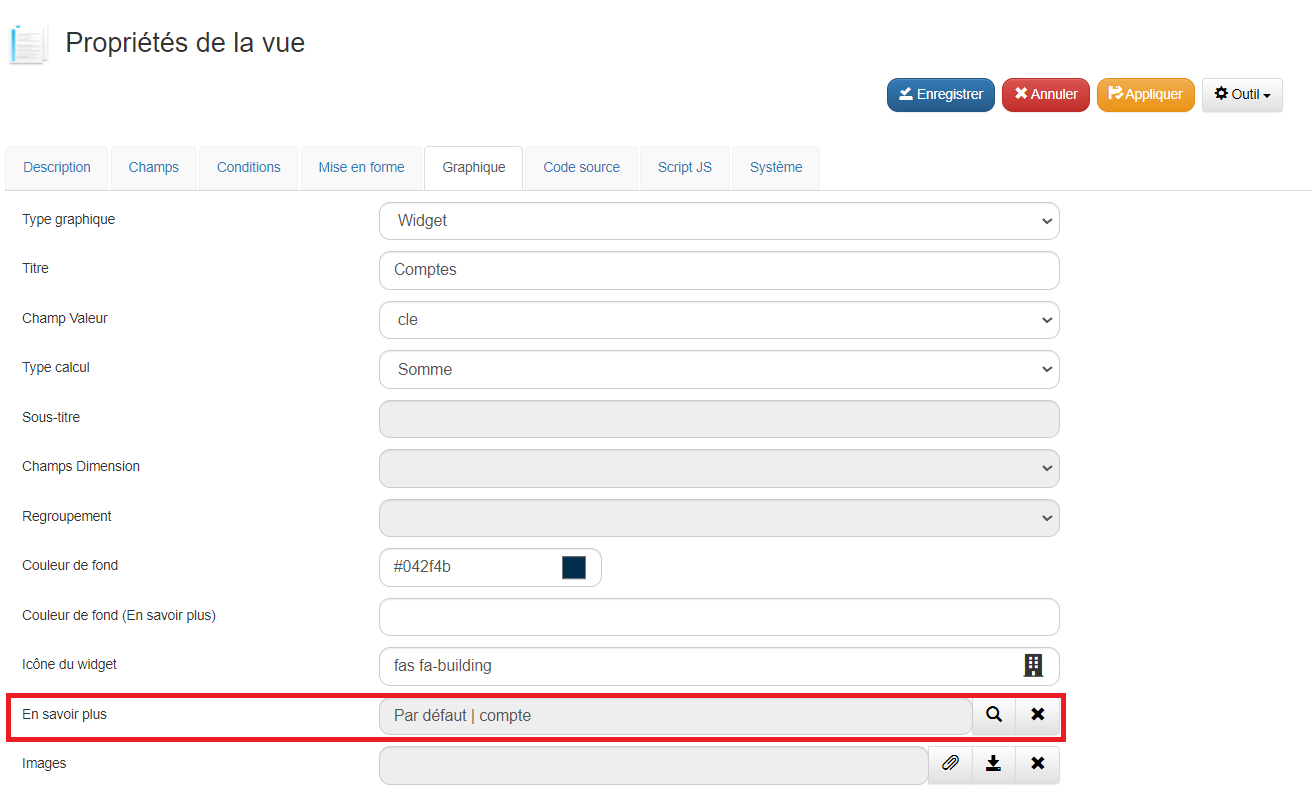 Propriétés de la vue
Enregistrer Annuler Appliquer Outil
Description Champs Conditions Mise en forme Graphique Code source Script JS Système
Type graphique Widget
Titre Comptes
Champ Valeur cle
Type calcul Somme
Sous-titre
Champs Dimension
Regroupement
Couleur de fond #042f4b
Couleur de fond (En savoir plus)
Icône du widget fas fa-building
En savoir plus Par défaut | compte
Images